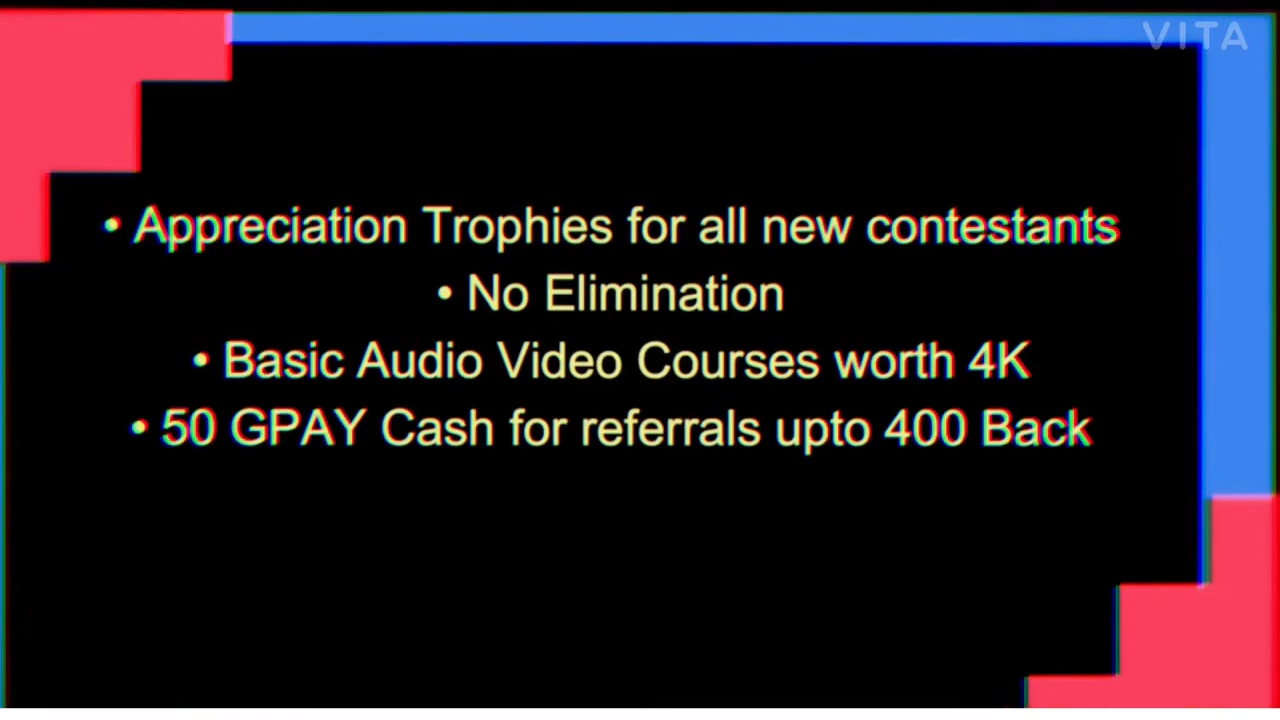 VITA
• Appreciation Trophies for all new contestants
• No Elimination
• Basic Audio Video Courses worth 4K
• 50 GPAY Cash for referrals upto 400 Back